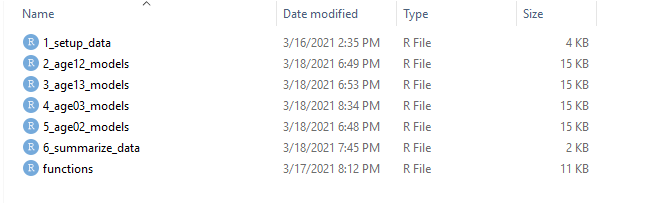 Name Date modified Type Size
R 1_setup_data 3/16/2021 2:35 PM R File 4 KB
R 2_age12_models 3/18/2021 6:49 PM R File 15 KB
R 3_age13_models 3/18/2021 6:53 PM R File 15 KB
R 4_age03_models 3/18/2021 8:34 PM R File 15 KB
R 5_age02_models 3/18/2021 6:48 PM R File 15 KB
R 6_summarize_data 3/18/2021 7:45 PM R File 2 KB
R functions 3/17/2021 8:12 PM R File 11 KB